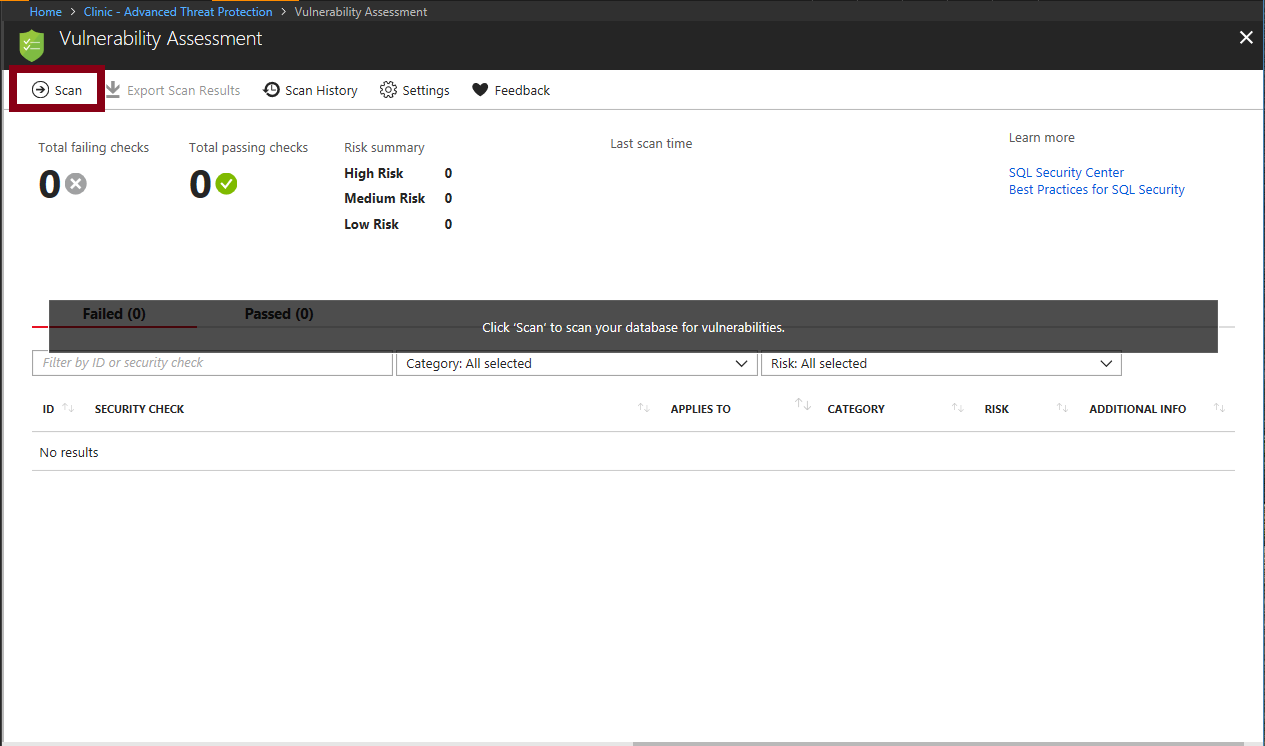 Home > Clinic - Advanced Threat Protection > Vulnerability Assessment
Vulnerability Assessment
Scan Export Scan Results Scan History Settings Feedback
Total failing checks Total passing checks Risk summary Last scan time Learn more
0 0
High Risk 0
Medium Risk 0
Low Risk 0
SQL Security Center
Best Practices for SQL Security
Failed (0) Passed (0)
Click 'Scan' to scan your database for vulnerabilities.
Filter by ID or security check Category: All selected Risk: All selected
ID SECURITY CHECK APPLIES TO CATEGORY RISK ADDITIONAL INFO
No results